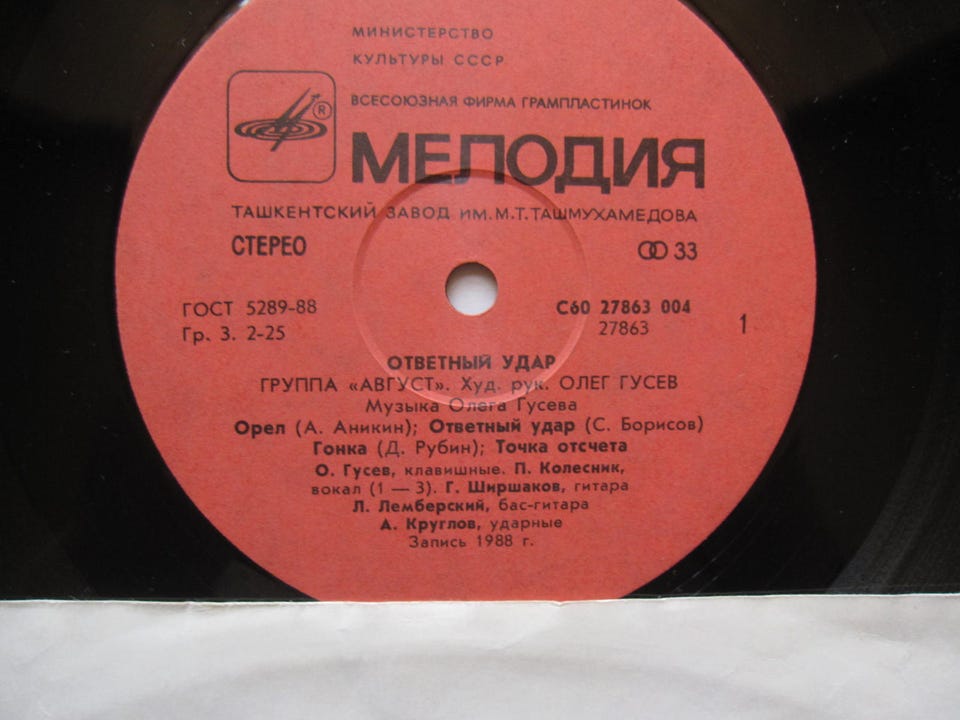 МИНИСТЕРСТВО
КУЛЬТУРЫ СССР
ВСЕСОЮЗНАЯ ФИРМА ГРАМПЛАСТИНОК
®
МЕЛОДИЯ
ТАШКЕНТСКИЙ ЗАВОД ИМ. М. Т. ТАШМУХАМЕДОВА
СТЕРЕО 33
ГОСТ 5289-88 С60 27863 004
Гр. 3. 2-25 27863 1
ОТВЕТНЫЙ УДАР
ГРУППА «АВГУСТ». Худ. рук. ОЛЕГ ГУСЕВ
Музыка Олега Гусева
Орел (А. Аникин); Ответный удар (С. Борисов)
Гонка (Д. Рубин); Точка отсчета
О. Гусев, клавишные. П. Колесник,
вокал (1 — 3). Г. Ширшаков, гитара
Л. Лемберский, бас-гитара
А. Круглов, ударные
Запись 1988 г.